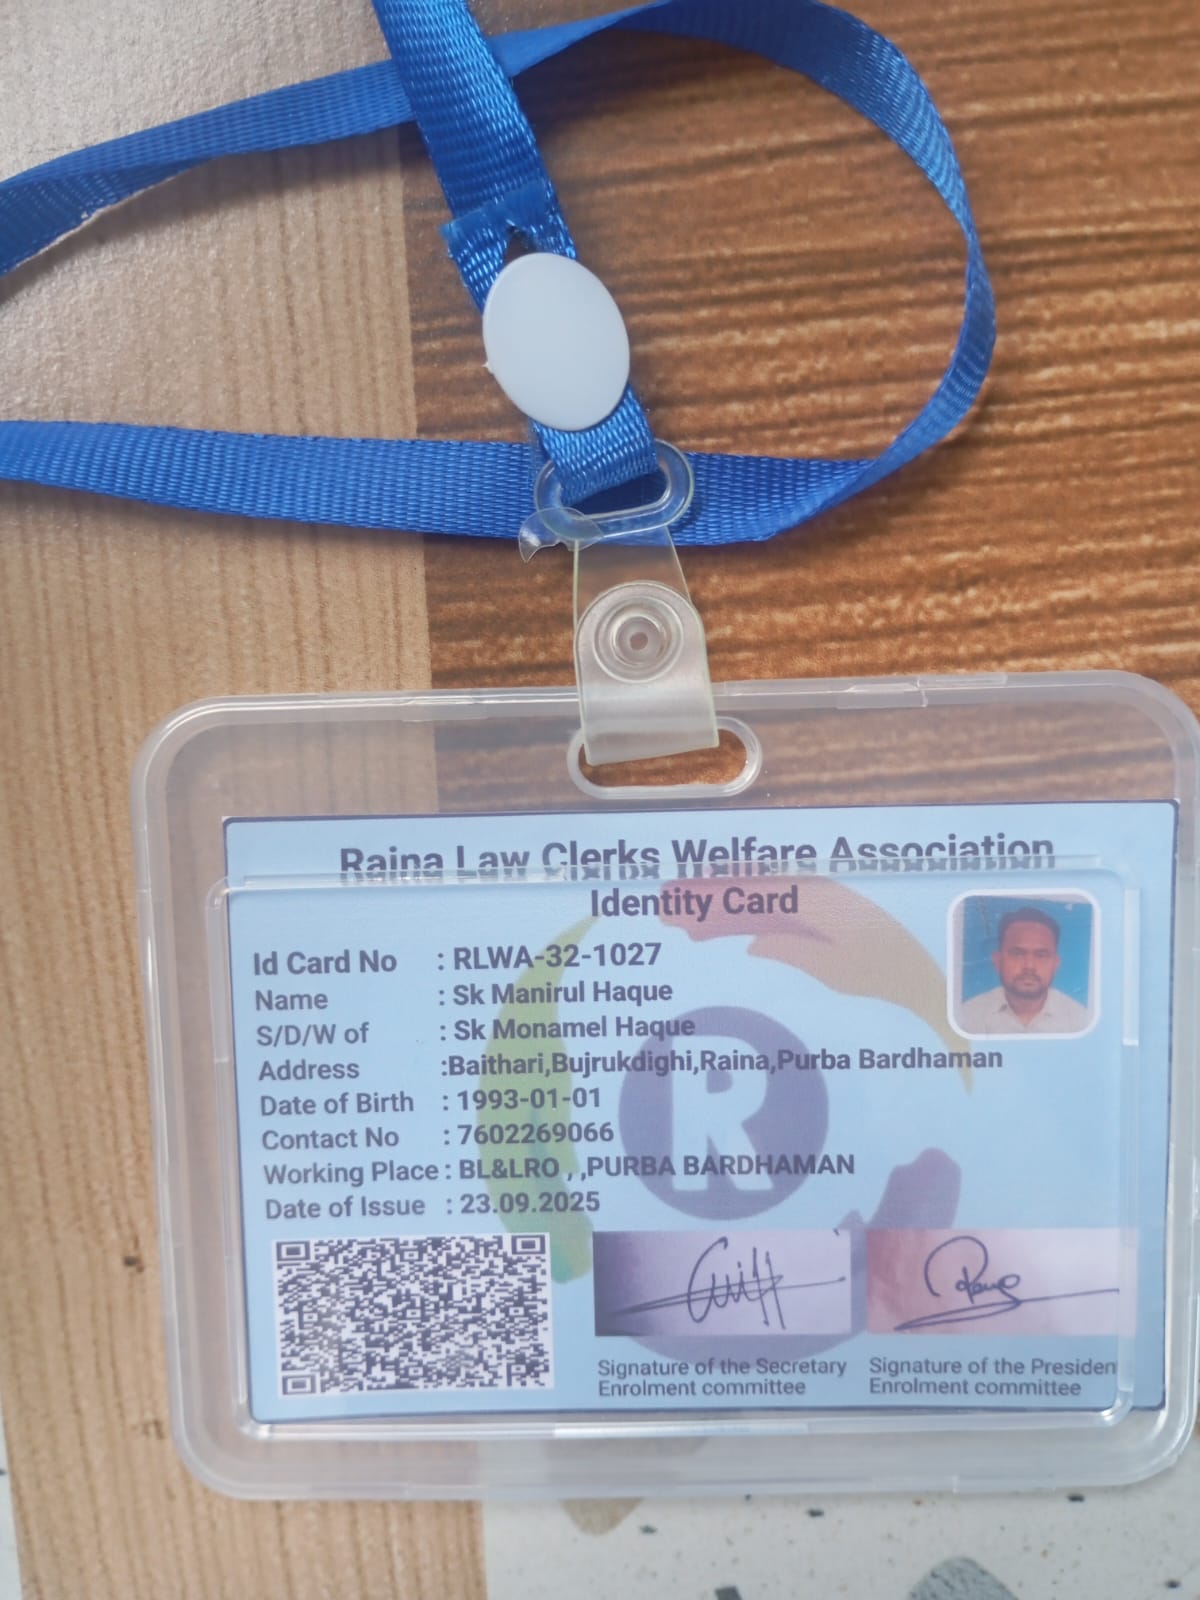 Raina Law Clerks Welfare Association
Identity Card
Id Card No : RLWA-32-1027
Name : Sk Manirul Haque
S/D/W of : Sk Monamel Haque
Address :Baithari,Bujrukdighi,Raina,Purba Bardhaman
Date of Birth : 1993-01-01
Contact No : 7602269066
Working Place : BL&LRO , ,PURBA BARDHAMAN
Date of Issue : 23.09.2025
R
Signature of the Secretary
Enrolment committee
Signature of the Presiden
Enrolment committee